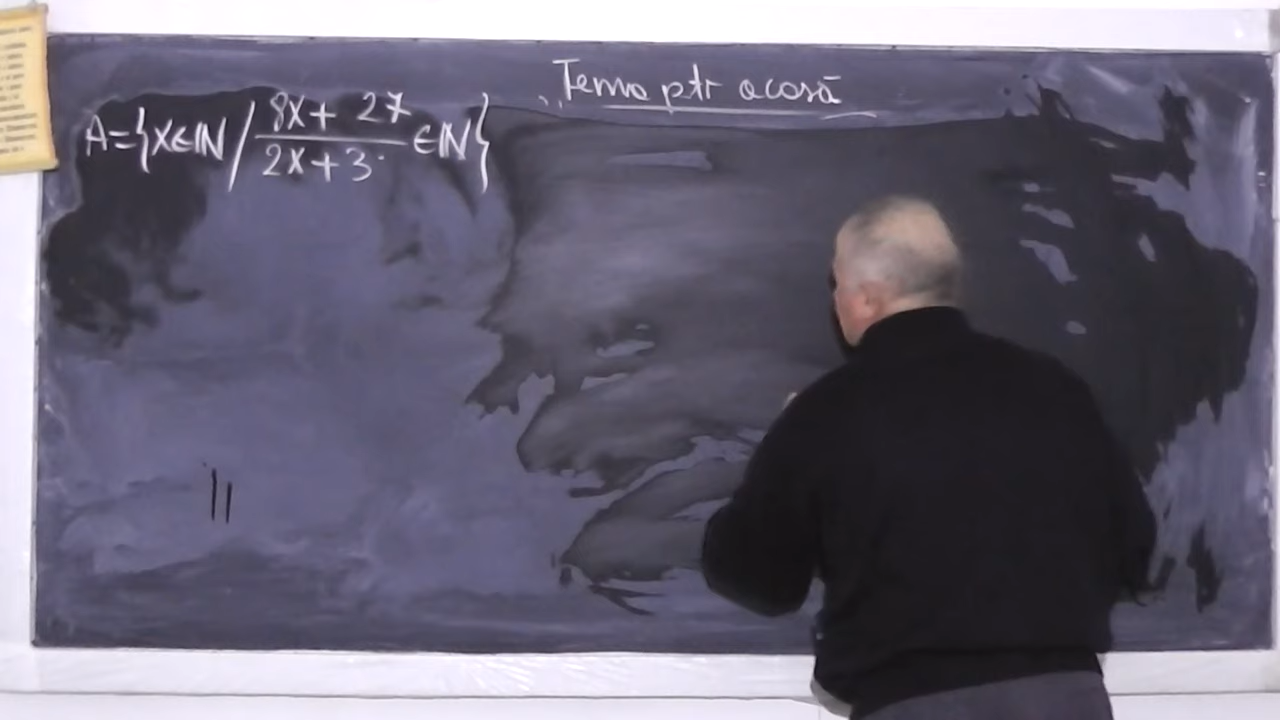 Tema ptr acasă
A={x∈ℕ / (8x+27)/(2x+3) ∈ℕ}